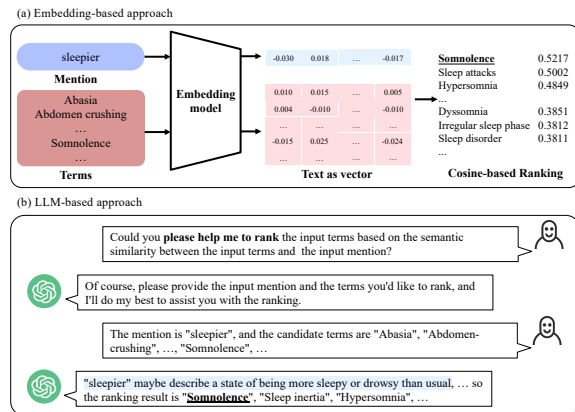 (a) Embedding-based approach
sleepier
Mention
Abasia
Abdomen crushing
…
Somnolence
…
Terms
Embedding
model
-0.030 0.018 … -0.017
0.010 0.015 … 0.005
0.004 -0.010 … -0.010
… … … …
-0.015 0.025 … -0.024
… … … …
Text as vector
Somnolence 0.5217
Sleep attacks 0.5002
Hypersomnia 0.4849
...
Dyssomnia 0.3851
Irregular sleep phase 0.3812
Sleep disorder 0.3811
...
Cosine-based Ranking
(b) LLM-based approach
Could you please help me to rank the input terms based on the semantic
similarity between the input terms and the input mention?
Of course, please provide the input mention and the terms you'd like to rank, and
I'll do my best to assist you with the ranking.
The mention is "sleepier", and the candidate terms are "Abasia", "Abdomen-
crushing", …, "Somnolence", …
"sleepier" maybe describe a state of being more sleepy or drowsy than usual, … so
the ranking result is "Somnolence", "Sleep inertia", "Hypersomnia", …